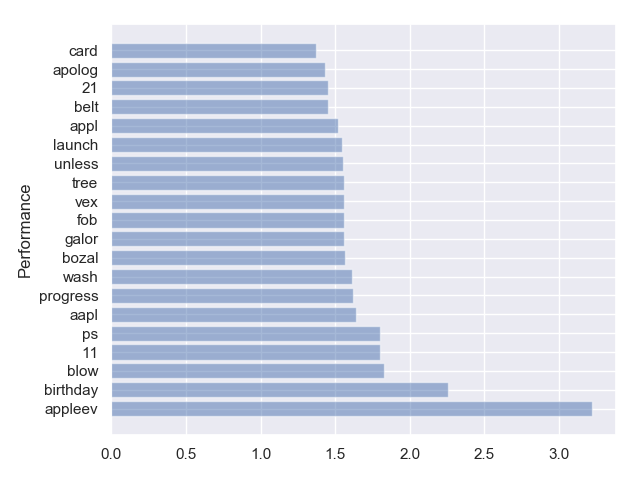 card
apolog
21
belt
appl
launch
unless
tree
vex
fob
galor
bozal
wash
progress
aapl
ps
11
blow
birthday
appleev
Performance
0.0 0.5 1.0 1.5 2.0 2.5 3.0